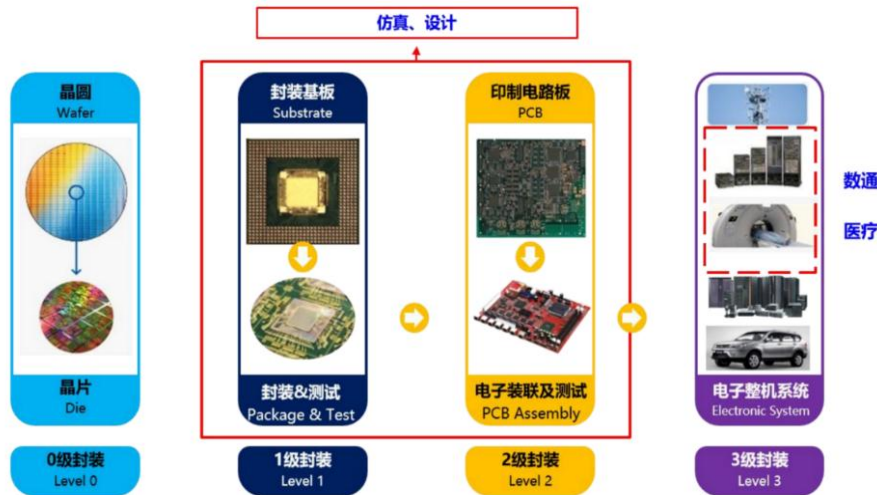 仿真、设计
晶圆
Wafer
晶片
Die
0级封装
Level 0
封装基板
Substrate
封装&测试
Package & Test
1级封装
Level 1
印制电路板
PCB
电子装联及测试
PCB Assembly
2级封装
Level 2
数通
医疗
电子整机系统
Electronic System
3级封装
Level 3